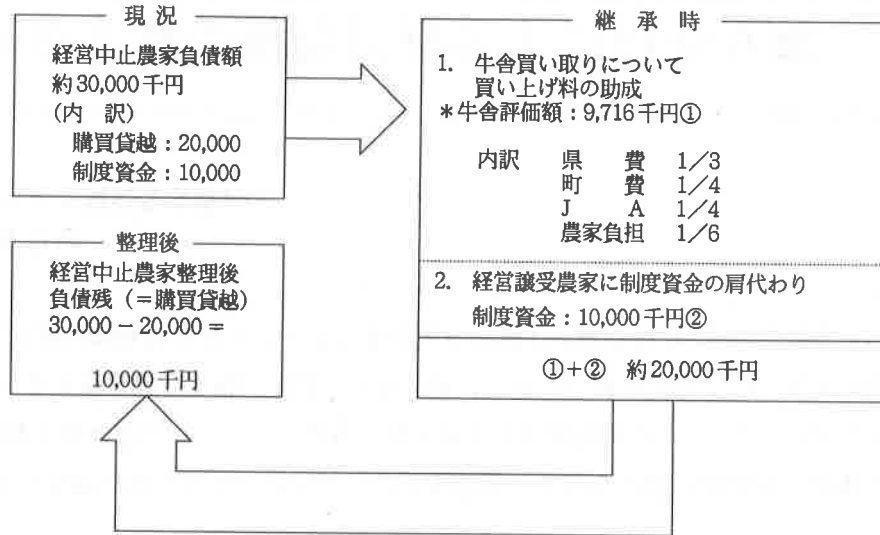 現況
経営中止農家負債額
約30,000千円
(内 訳)
購買貸越：20,000
制度資金：10,000
継承時
1. 牛舎買い取りについて
買い上げ料の助成
＊牛舎評価額：9,716千円①
内訳 県 費 1／3
町 費 1／4
J A 1／4
農家負担 1／6
2. 経営譲受農家に制度資金の肩代わり
制度資金：10,000千円②
①＋② 約20,000千円
整理後
経営中止農家整理後
負債残（＝購買貸越）
30,000－20,000＝
10,000千円